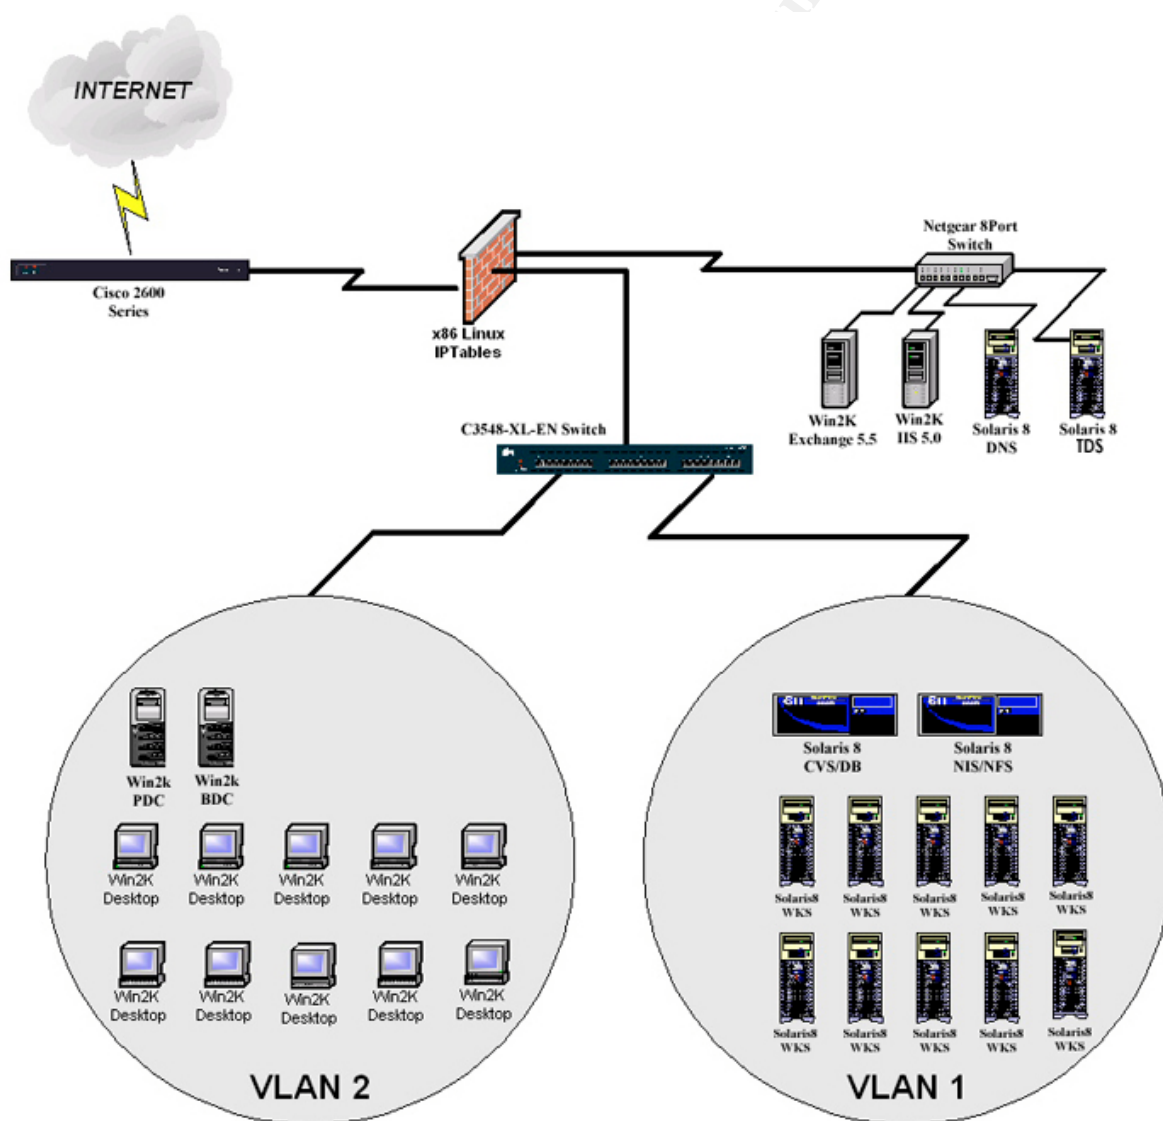 INTERNET
Cisco 2600
Series
x86 Linux
IPTables
Netgear 8Port
Switch
Win2K
Exchange 5.5
Win2K
IIS 5.0
Solaris 8
DNS
Solaris 8
TDS
C3548-XL-EN Switch
Win2k
PDC
Win2k
BDC
Win2K
Desktop
Win2K
Desktop
Win2K
Desktop
Win2K
Desktop
Win2K
Desktop
Win2K
Desktop
Win2K
Desktop
Win2K
Desktop
Win2K
Desktop
Win2K
Desktop
VLAN 2
Solaris 8
CVS/DB
Solaris 8
NIS/NFS
Solaris8
WKS
Solaris8
WKS
Solaris8
WKS
Solaris8
WKS
Solaris8
WKS
Solaris8
WKS
Solaris8
WKS
Solaris8
WKS
Solaris8
WKS
Solaris8
WKS
VLAN 1